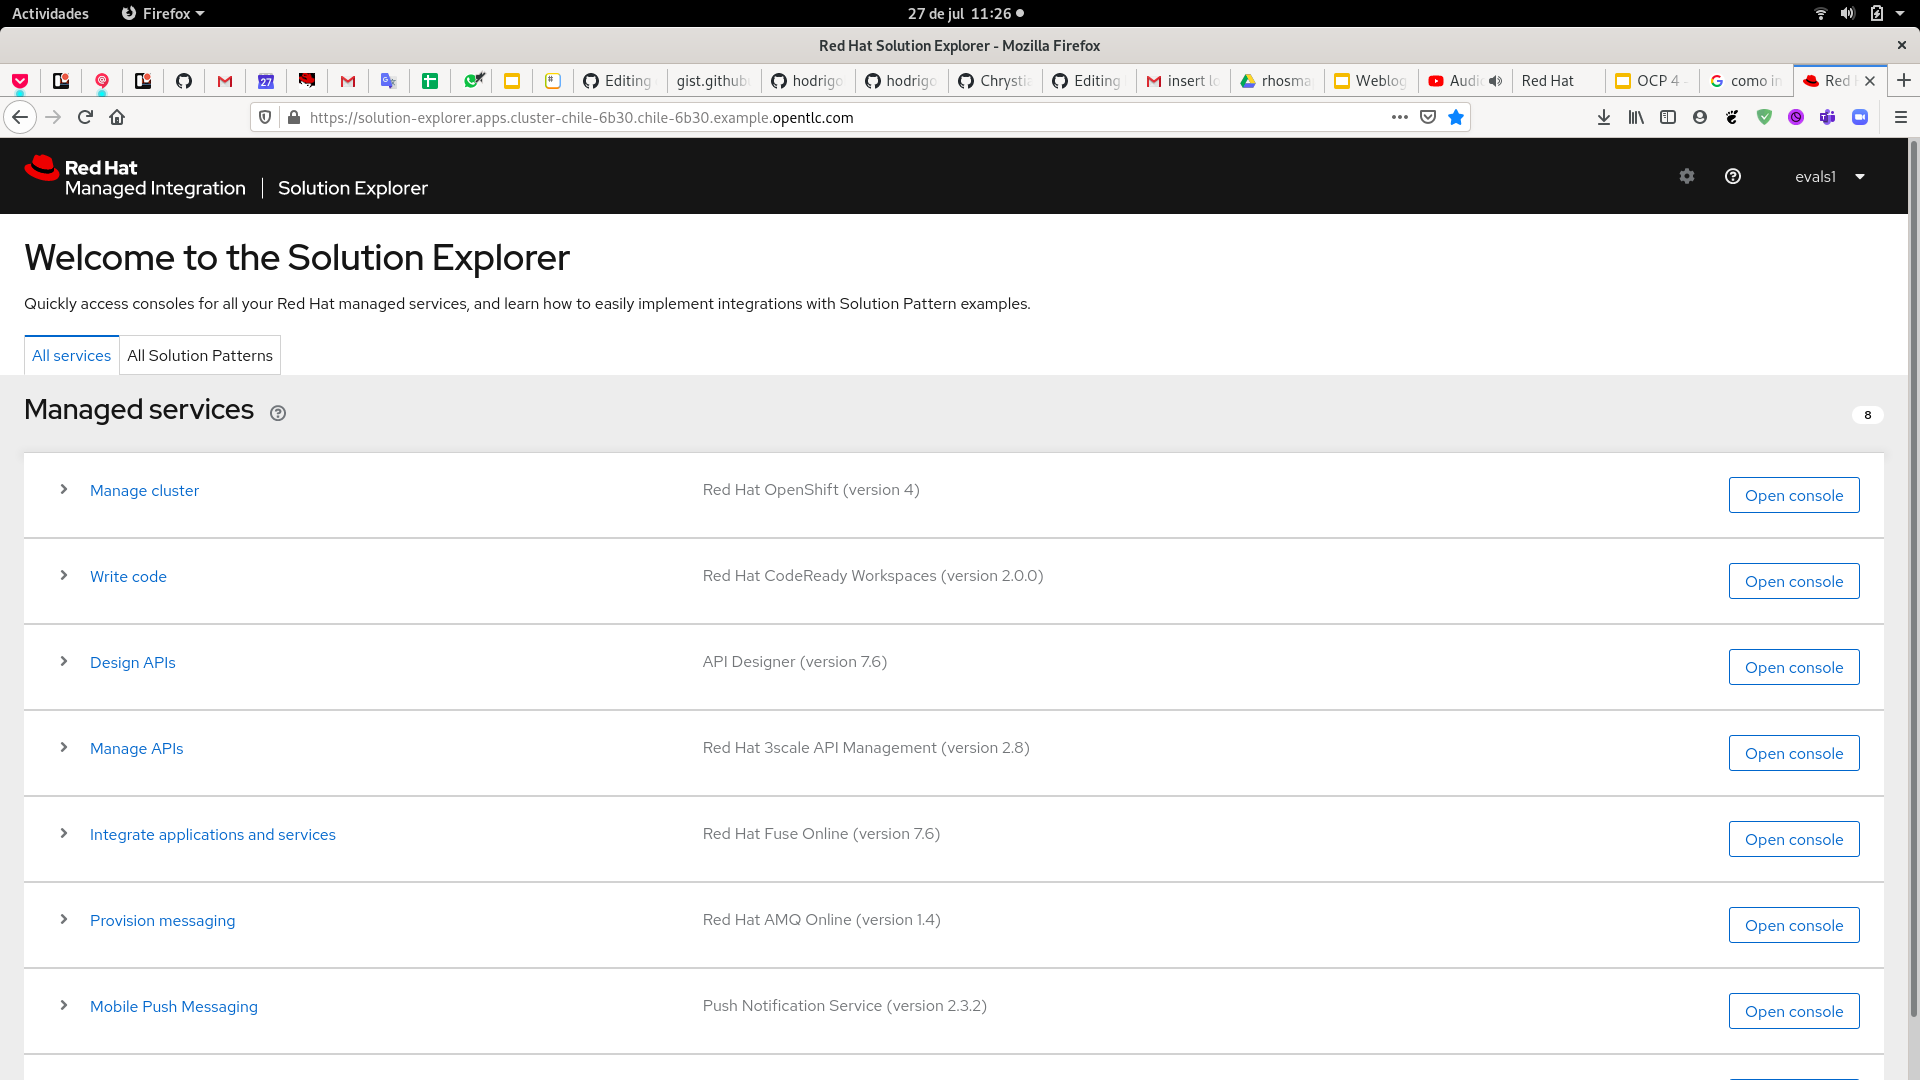 Actividades Firefox 27 de jul 11:26
Red Hat Solution Explorer - Mozilla Firefox
27 Editing gist.github hodrigo hodrigo Chrystia Editing insert lo rhosma Weblog Audi Red Hat OCP 4 - como in Red H
https://solution-explorer.apps.cluster-chile-6b30.chile-6b30.example.opentlc.com
Red Hat
Managed Integration | Solution Explorer
evals1
Welcome to the Solution Explorer
Quickly access consoles for all your Red Hat managed services, and learn how to easily implement integrations with Solution Pattern examples.
All services All Solution Patterns
Managed services 8
Manage cluster Red Hat OpenShift (version 4) Open console
Write code Red Hat CodeReady Workspaces (version 2.0.0) Open console
Design APIs API Designer (version 7.6) Open console
Manage APIs Red Hat 3scale API Management (version 2.8) Open console
Integrate applications and services Red Hat Fuse Online (version 7.6) Open console
Provision messaging Red Hat AMQ Online (version 1.4) Open console
Mobile Push Messaging Push Notification Service (version 2.3.2) Open console